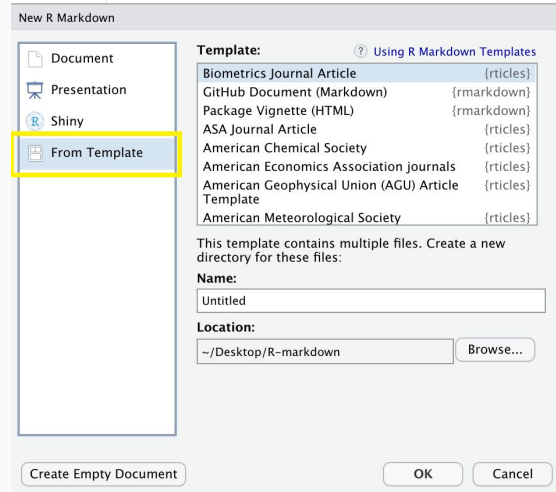 New R Markdown
Document
Presentation
R Shiny
From Template
Template:
? Using R Markdown Templates
Biometrics Journal Article {rticles}
GitHub Document (Markdown) {rmarkdown}
Package Vignette (HTML) {rmarkdown}
ASA Journal Article {rticles}
American Chemical Society {rticles}
American Economics Association journals {rticles}
American Geophysical Union (AGU) Article {rticles}
Template
American Meteorological Society {rticles}
This template contains multiple files. Create a new
directory for these files:
Name:
Untitled
Location:
~/Desktop/R-markdown
Browse...
Create Empty Document
OK
Cancel